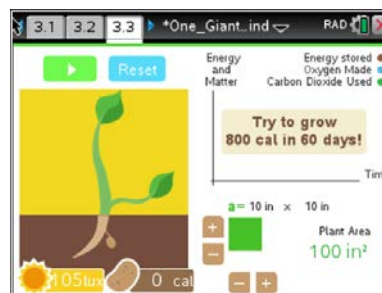 3.1 3.2 3.3 *One_Giant...ind RAD
Reset
Energy
and
Matter
Energy stored
Oxygen Made
Carbon Dioxide Used
Try to grow
800 cal in 60 days!
Tim
a= 10 in x 10 in
Plant Area
100 in²
+
−
− +
105lux
0 cal